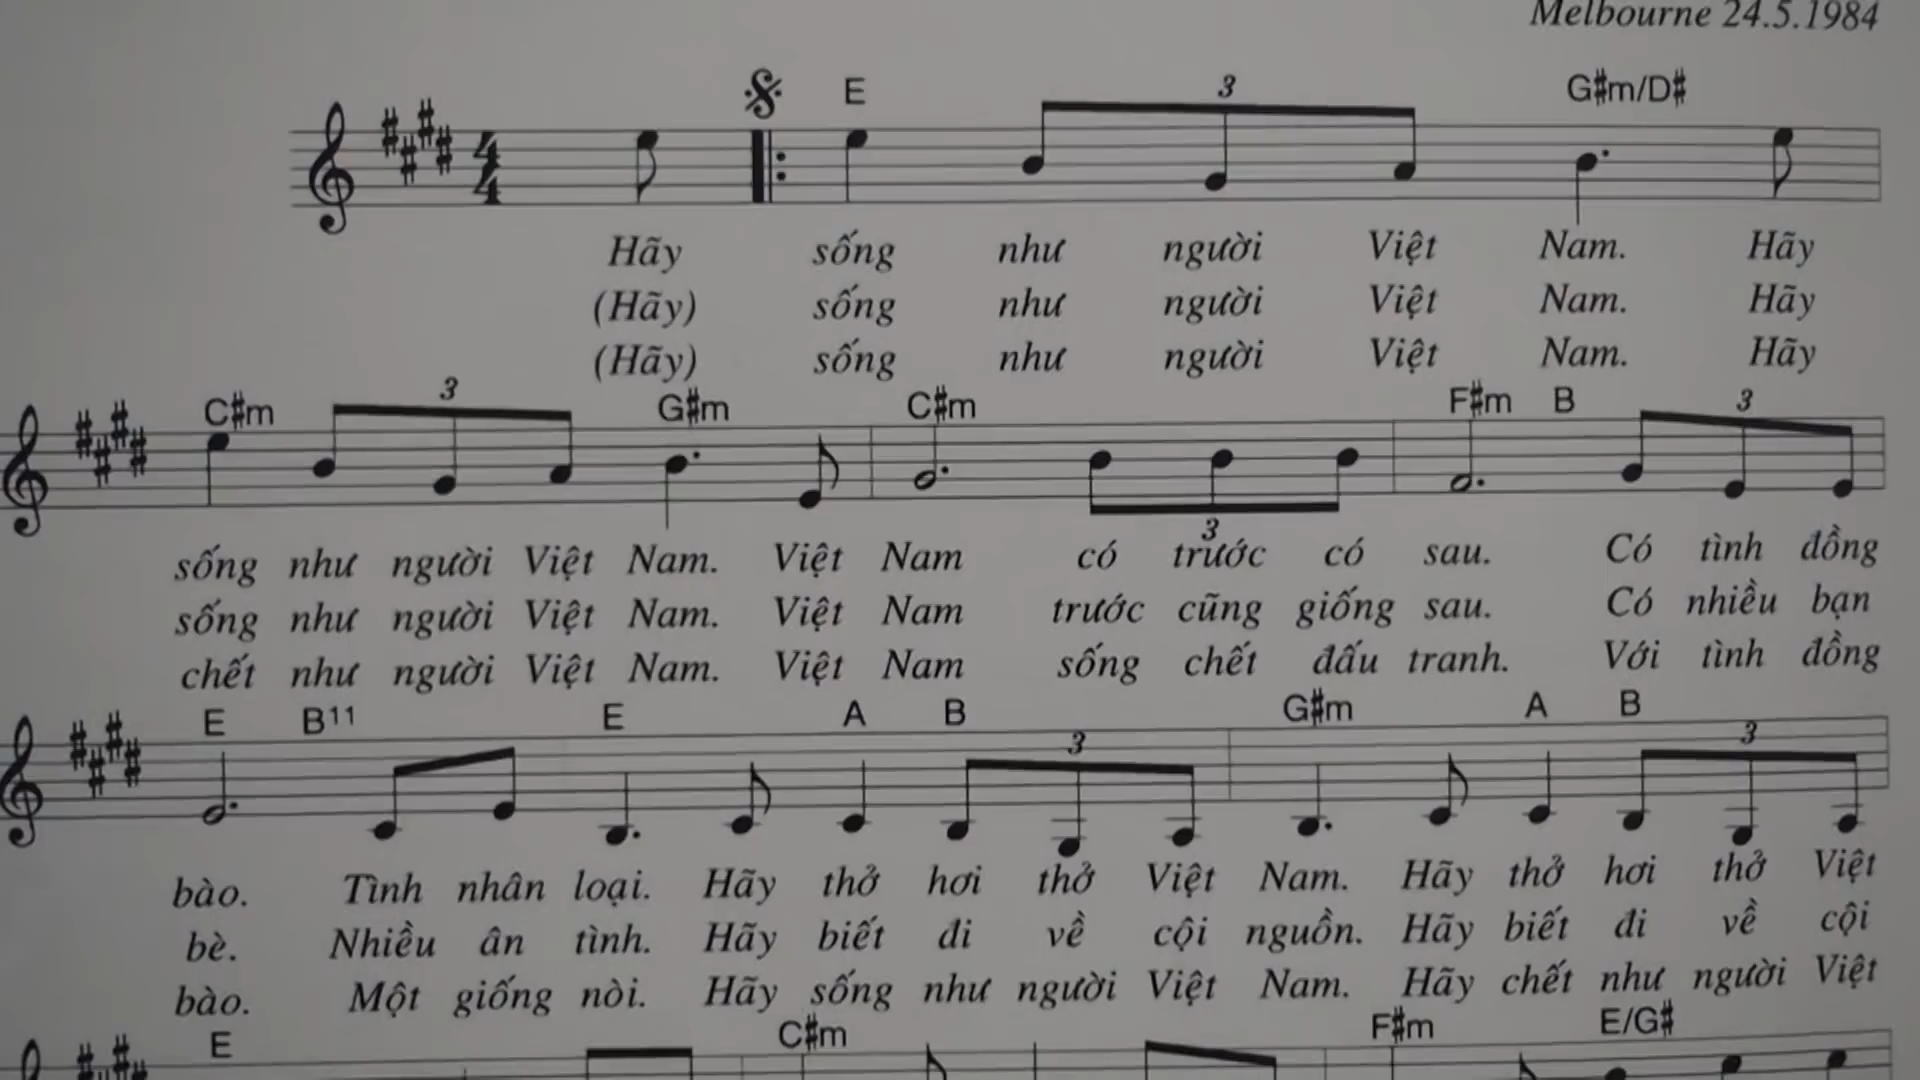 Melbourne 24.5.1984
E 3 G#m/D#
4/4
Hãy sống như người Việt Nam. Hãy
(Hãy) sống như người Việt Nam. Hãy
(Hãy) sống như người Việt Nam. Hãy
C#m 3 G#m C#m F#m B 3
3
sống như người Việt Nam. Việt Nam có trước có sau. Có tình đồng
sống như người Việt Nam. Việt Nam trước cũng giống sau. Có nhiều bạn
chết như người Việt Nam. Việt Nam sống chết đấu tranh. Với tình đồng
E B11 E A B 3 G#m A B 3
bào. Tình nhân loại. Hãy thở hơi thở Việt Nam. Hãy thở hơi thở Việt
bè. Nhiều ân tình. Hãy biết đi về cội nguồn. Hãy biết đi về cội
bào. Một giống nòi. Hãy sống như người Việt Nam. Hãy chết như người Việt
E C#m F#m E/G#